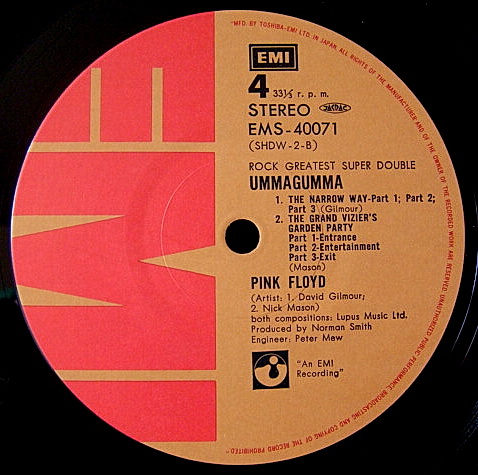 EMI
4 33⅓ r. p. m.
STEREO JASRAC
EMS-40071
(SHDW-2-B)
ROCK GREATEST SUPER DOUBLE
UMMAGUMMA
1. THE NARROW WAY-Part 1; Part 2;
Part 3 (Gilmour)
2. THE GRAND VIZIER'S
GARDEN PARTY
Part 1-Entrance
Part 2-Entertainment
Part 3-Exit
(Mason)
PINK FLOYD
(Artist: 1. David Gilmour;
2. Nick Mason)
both compositions: Lupus Music Ltd.
Produced by Norman Smith
Engineer: Peter Mew
"An EMI
Recording"
"MFD. BY TOSHIBA-EMI LTD. IN JAPAN ALL RIGHTS OF THE MANUFACTURER AND OF THE OWNER OF THE RECORDED WORK ARE RESERVED UNAUTHORIZED PUBLIC PERFORMANCE, BROADCASTING AND COPYING OF THE RECORD PROHIBITED"